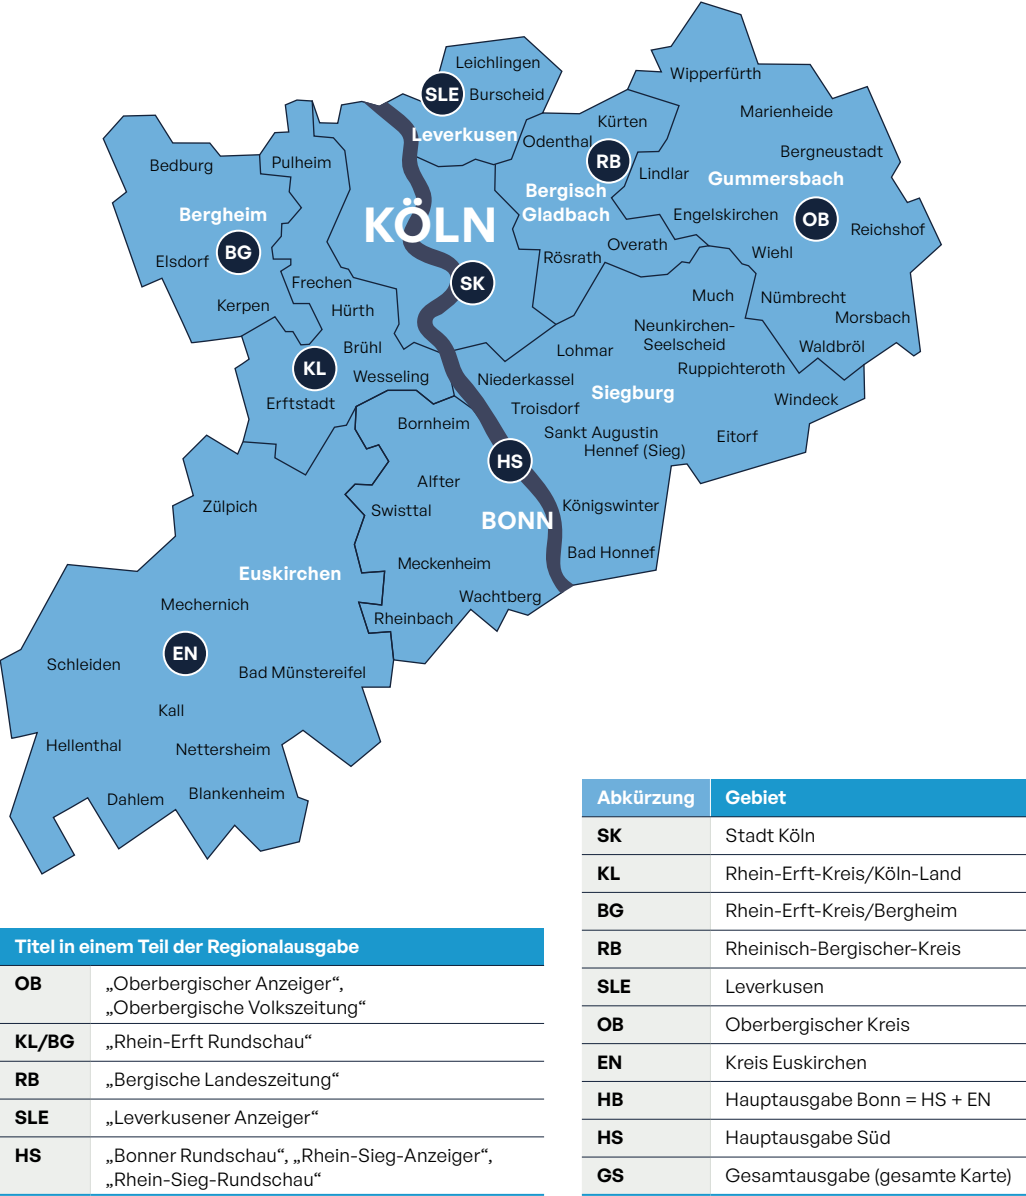 Leichlingen
Wipperfürth
SLE
Burscheid
Marienheide
Kürten
Leverkusen
Odenthal
Bergneustadt
Bedburg
Pulheim
RB
Lindlar
Gummersbach
Bergisch
Gladbach
Bergheim
KÖLN
Engelskirchen
OB
Reichshof
BG
Elsdorf
Overath
Rösrath
Wiehl
SK
Frechen
Kerpen
Hürth
Much
Nümbrecht
Morsbach
Neunkirchen-
Seelscheid
Brühl
Lohmar
Waldbröl
KL
Wesseling
Niederkassel
Ruppichteroth
Siegburg
Erftstadt
Troisdorf
Windeck
Bornheim
Sankt Augustin
Eitorf
Hennef (Sieg)
HS
Alfter
Zülpich
Swisttal
Königswinter
BONN
Bad Honnef
Meckenheim
Euskirchen
Wachtberg
Mechernich
Rheinbach
EN
Schleiden
Bad Münstereifel
Kall
Hellenthal
Nettersheim
Dahlem
Blankenheim
Abkürzung Gebiet
SK Stadt Köln
KL Rhein-Erft-Kreis/Köln-Land
BG Rhein-Erft-Kreis/Bergheim
RB Rheinisch-Bergischer-Kreis
SLE Leverkusen
OB Oberbergischer Kreis
EN Kreis Euskirchen
HB Hauptausgabe Bonn = HS + EN
HS Hauptausgabe Süd
GS Gesamtausgabe (gesamte Karte)
Titel in einem Teil der Regionalausgabe
OB „Oberbergischer Anzeiger“,
„Oberbergische Volkszeitung“
KL/BG „Rhein-Erft Rundschau“
RB „Bergische Landeszeitung“
SLE „Leverkusener Anzeiger“
HS „Bonner Rundschau“, „Rhein-Sieg-Anzeiger“,
„Rhein-Sieg-Rundschau“